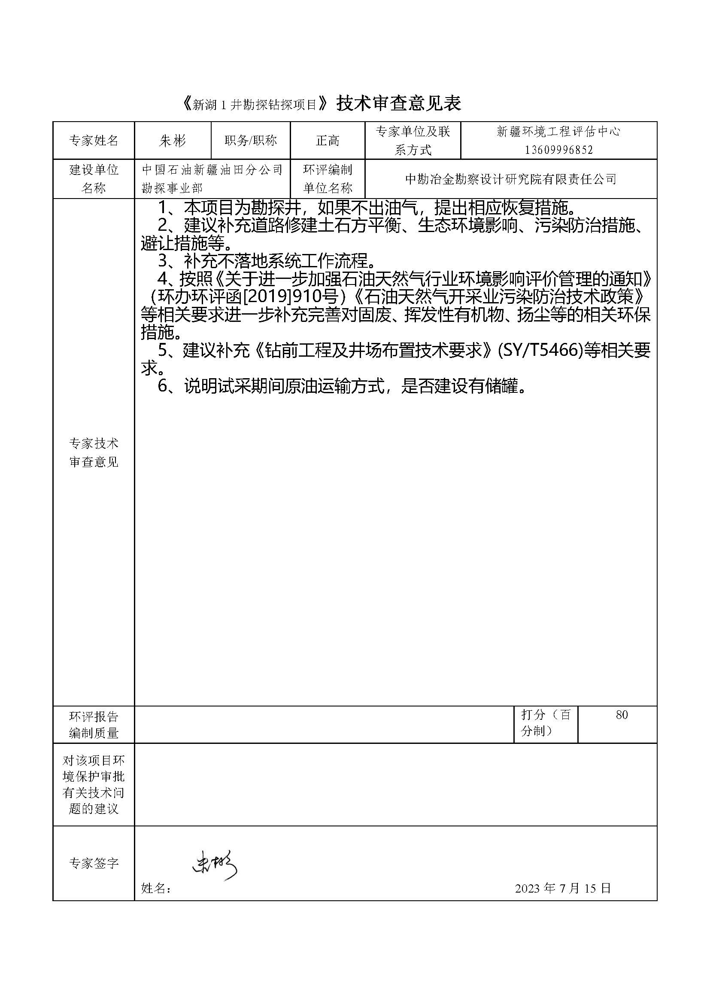 《新湖 1 井勘探钻探项目》技术审查意见表
专家姓名
朱彬
职务/职称
正高
专家单位及联
系方式
新疆环境工程评估中心
13609996852
建设单位
名称
中国石油新疆油田分公司
勘探事业部
环评编制
单位名称
中勘冶金勘察设计研究院有限责任公司
专家技术
审查意见
1、本项目为勘探井，如果不出油气，提出相应恢复措施。
2、建议补充道路修建土石方平衡、生态环境影响、污染防治措施、
避让措施等。
3、补充不落地系统工作流程。
4、按照《关于进一步加强石油天然气行业环境影响评价管理的通知》
（环办环评函[2019]910号）《石油天然气开采业污染防治技术政策》
等相关要求进一步补充完善对固废、挥发性有机物、扬尘等的相关环保
措施。
5、建议补充《钻前工程及井场布置技术要求》(SY/T5466)等相关要
求。
6、说明试采期间原油运输方式，是否建设有储罐。
环评报告
编制质量
打分（百
分制）
80
对该项目环
境保护审批
有关技术问
题的建议
专家签字
朱彬
姓名：
2023 年 7 月 15 日